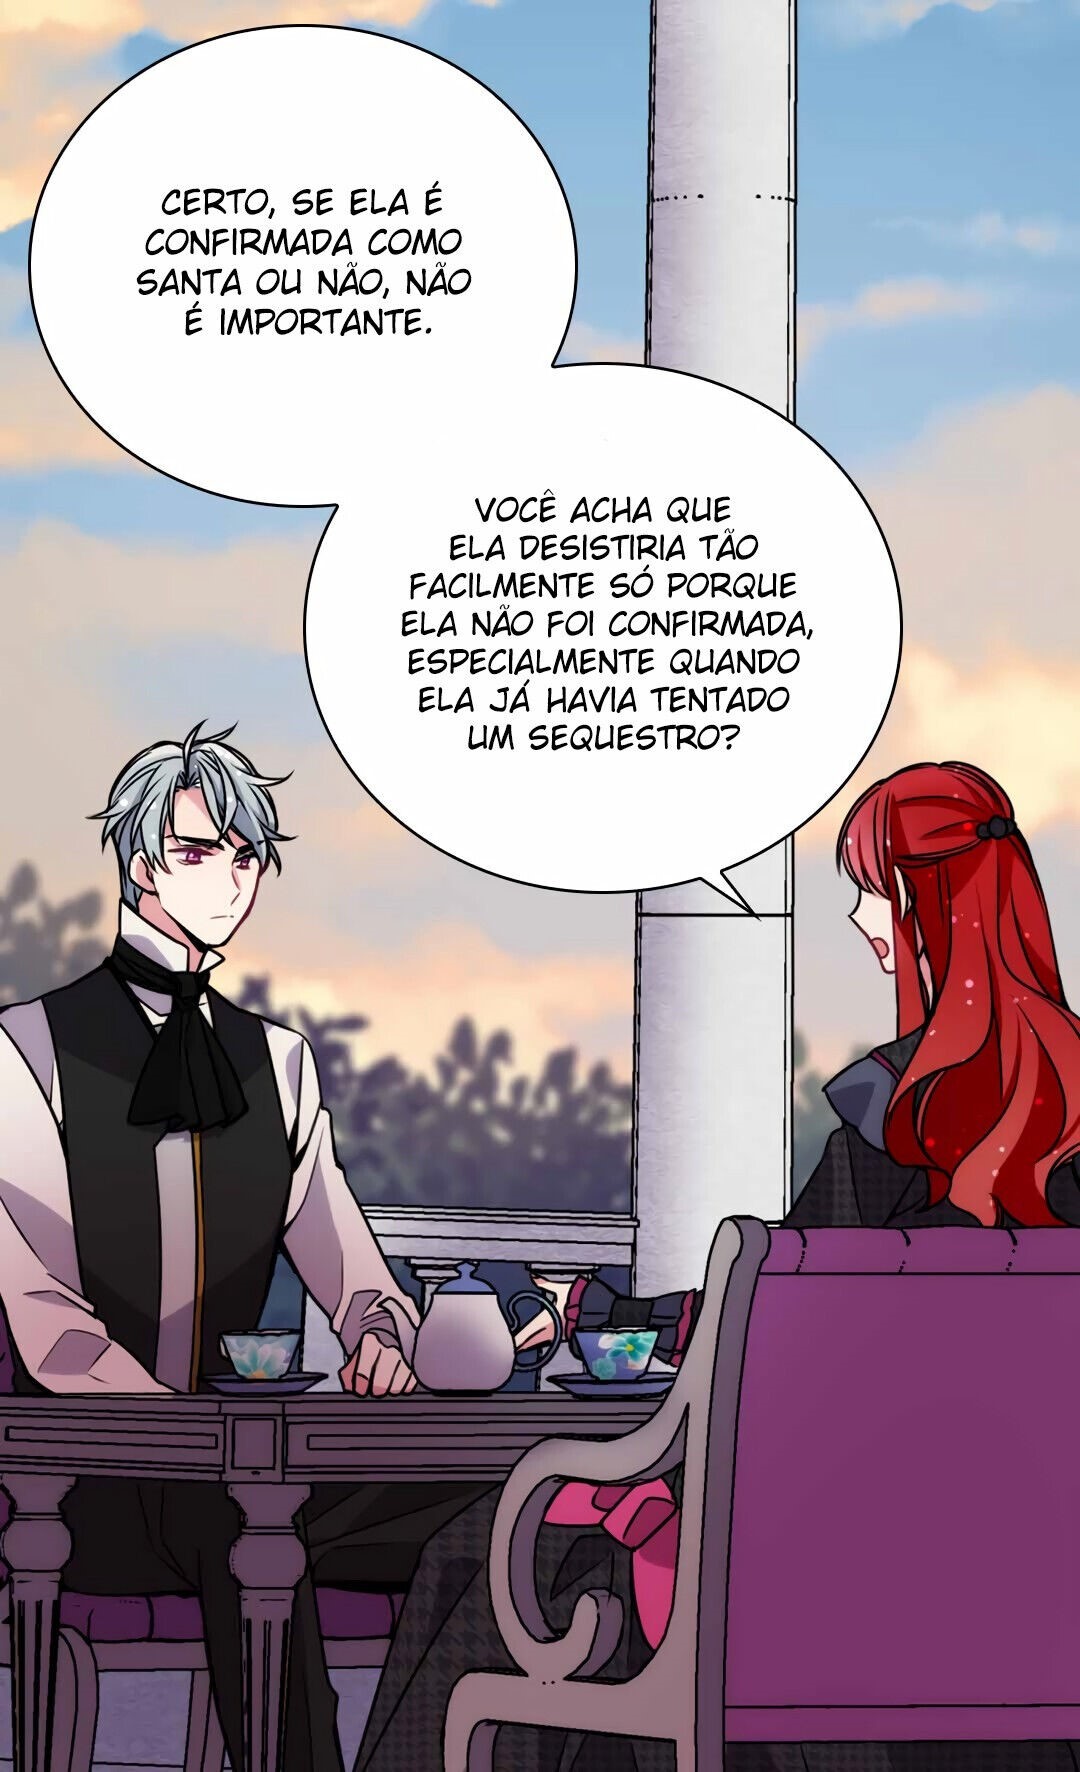 CERTO, SE ELA É
CONFIRMADA COMO
SANTA OU NÃO, NÃO
É IMPORTANTE.
VOCÊ ACHA QUE
ELA DESISTIRIA TÃO
FACILMENTE SÓ PORQUE
ELA NÃO FOI CONFIRMADA,
ESPECIALMENTE QUANDO
ELA JÁ HAVIA TENTADO
UM SEQUESTRO?